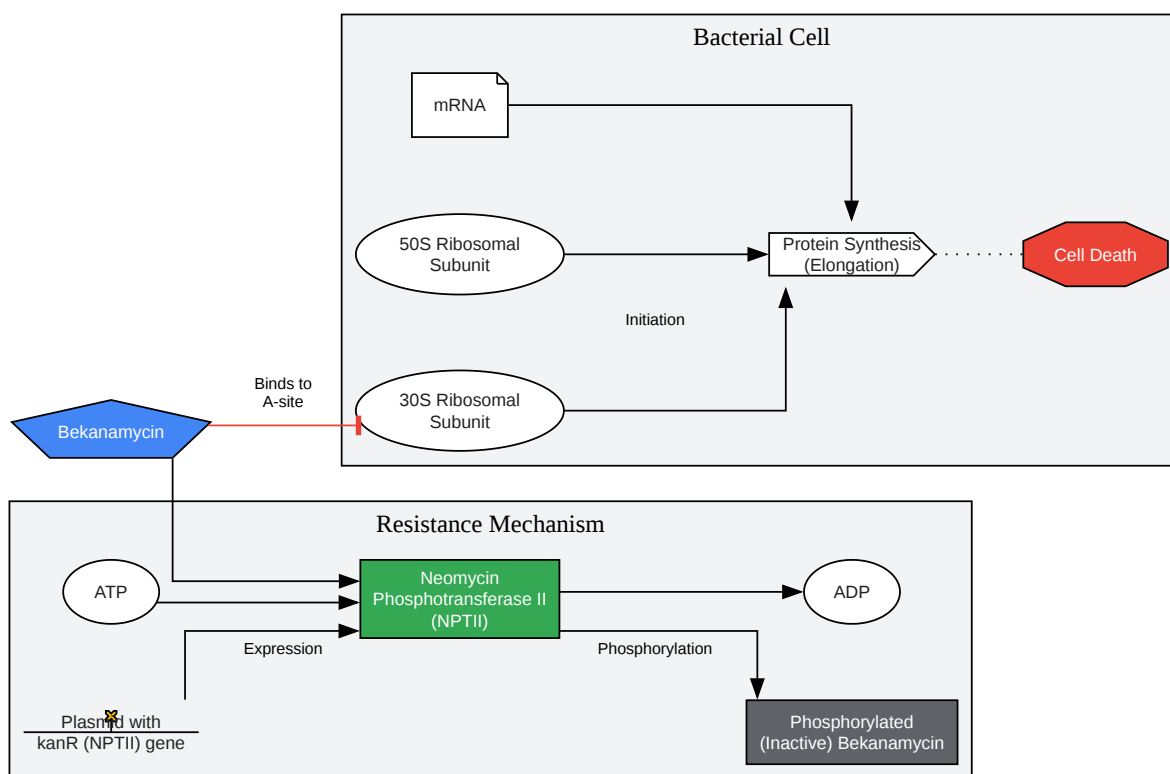 Bacterial Cell
mRNA
50S Ribosomal
Subunit
Protein Synthesis
(Elongation)
Cell Death
Initiation
Binds to
A-site
30S Ribosomal
Subunit
Bekanamycin
Resistance Mechanism
ATP
Neomycin
Phosphotransferase II
(NPTII)
ADP
Expression
Phosphorylation
Plasmid with
kanR (NPTII) gene
Phosphorylated
(Inactive) Bekanamycin